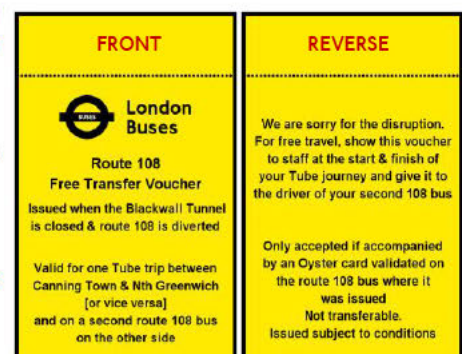 FRONT
BUSES
London
Buses
Route 108
Free Transfer Voucher
Issued when the Blackwall Tunnel
is closed & route 108 is diverted
Valid for one Tube trip between
Canning Town & Nth Greenwich
[or vice versa]
and on a second route 108 bus
on the other side
REVERSE
We are sorry for the disruption.
For free travel, show this voucher
to staff at the start & finish of
your Tube journey and give it to
the driver of your second 108 bus
Only accepted if accompanied
by an Oyster card validated on
the route 108 bus where it
was issued
Not transferable.
Issued subject to conditions